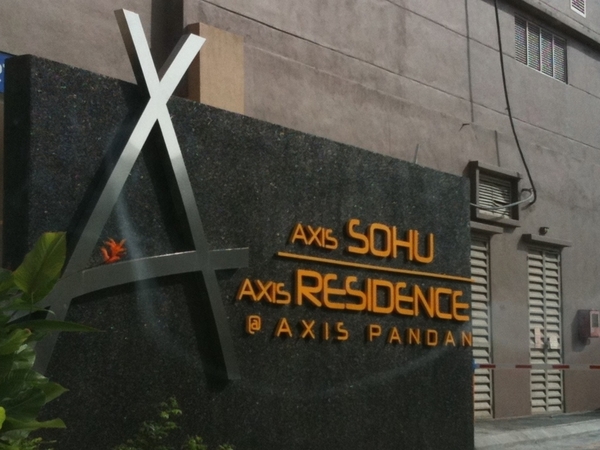 AXIS SOHU
AXIS RESIDENCE
@ AXIS PANDAN